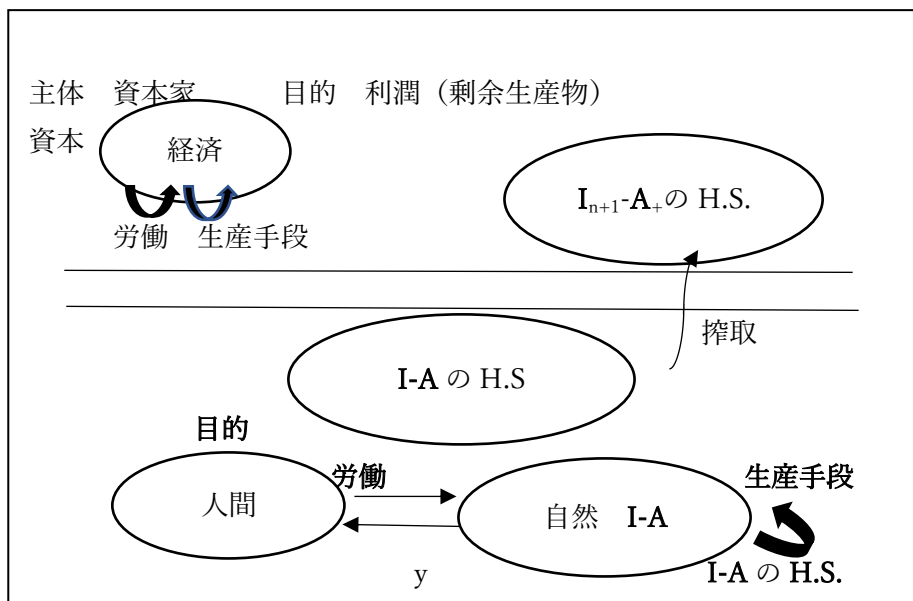 主体　資本家　　　目的　利潤（剰余生産物）
資本
経済
労働　生産手段
I_{n+1}-A_{+}の H.S.
搾取
I-A の H.S
目的
労働
生産手段
人間
自然　I-A
I-A の H.S.
y